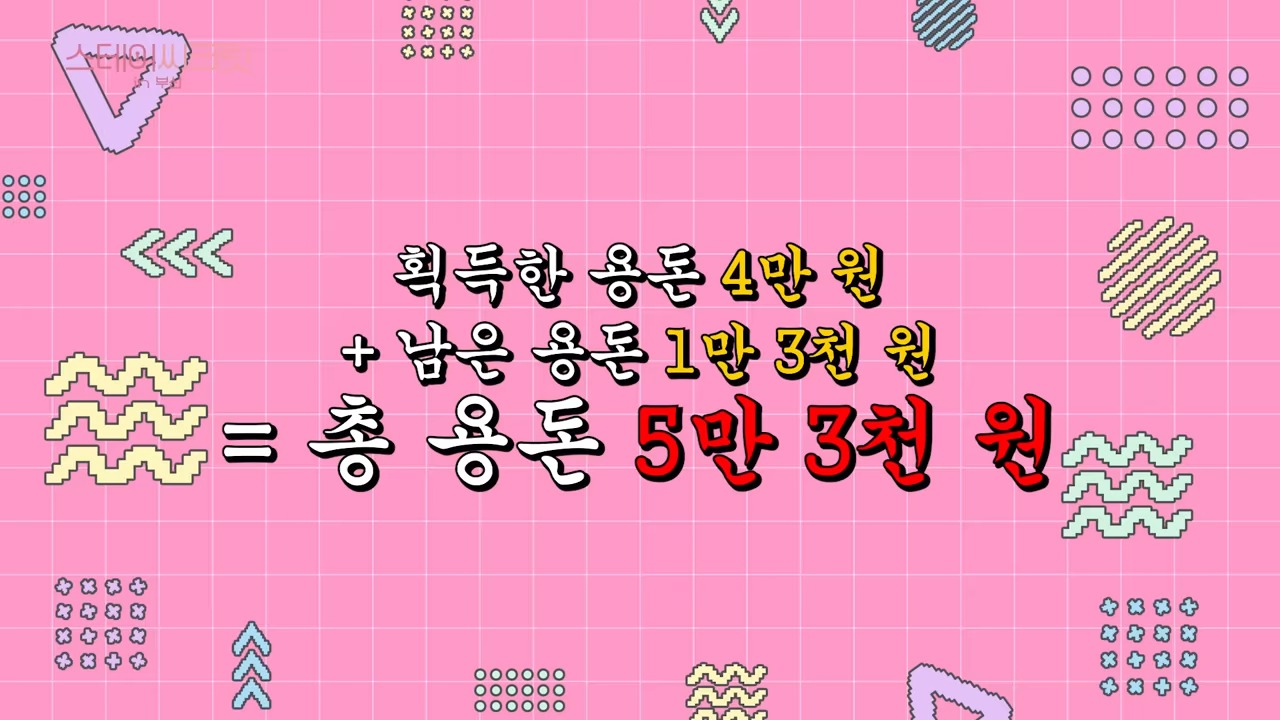 획득한 용돈 4만 원
+ 남은 용돈 1만 3천 원
= 총 용돈 5만 3천 원